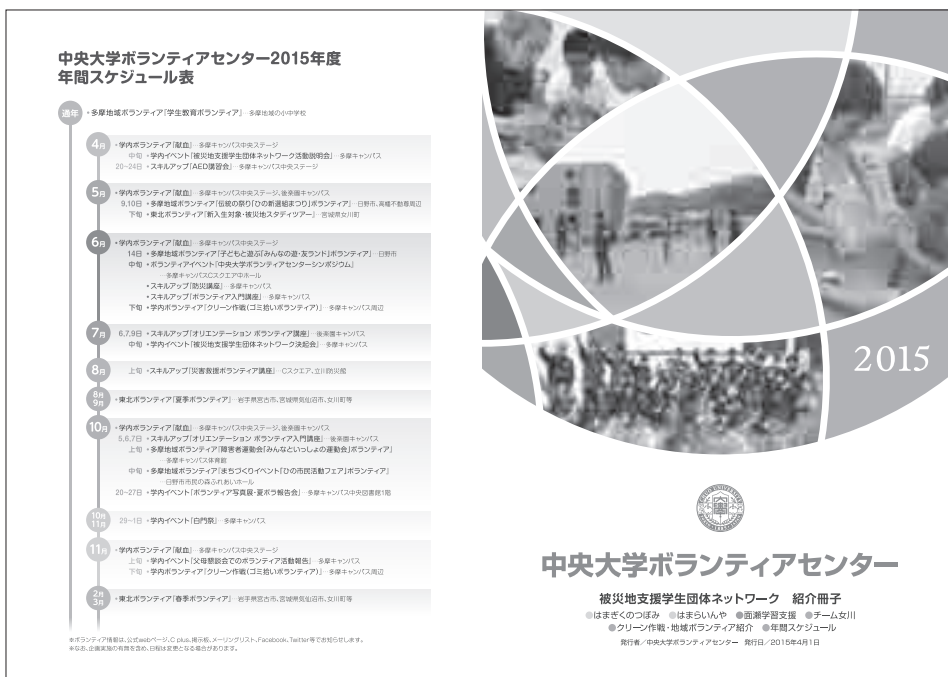 中央大学ボランティアセンター2015年度
年間スケジュール表
通年 •多摩地域ボランティア「学生教育ボランティア」…多摩地域の小中学校
4月 •学内ボランティア「献血」…多摩キャンパス中央ステージ
中旬 •学内イベント「被災地支援学生団体ネットワーク活動説明会」…多摩キャンパス
20~24日 •スキルアップ「AED講習会」…多摩キャンパス中央ステージ
5月 •学内ボランティア「献血」…多摩キャンパス中央ステージ、後楽園キャンパス
9,10日 •多摩地域ボランティア「伝統の祭り「ひの新選組まつり」ボランティア」…日野市、高幡不動尊周辺
下旬 •東北ボランティア「新入生対象・被災地スタディツアー」…宮城県女川町
6月 •学内ボランティア「献血」…多摩キャンパス中央ステージ
14日 •多摩地域ボランティア「子どもと遊ぶ「みんなの遊・友ランド」ボランティア」…日野市
中旬 •ボランティアイベント「中央大学ボランティアセンターシンポジウム」
…多摩キャンパスCスクエア中ホール
•スキルアップ「防災講座」…多摩キャンパス
•スキルアップ「ボランティア入門講座」…多摩キャンパス
下旬 •学内ボランティア「クリーン作戦(ゴミ拾いボランティア)」…多摩キャンパス周辺
7月 6,7,9日 •スキルアップ「オリエンテーション ボランティア講座」…後楽園キャンパス
中旬 •学内イベント「被災地支援学生団体ネットワーク決起会」…多摩キャンパス
8月 上旬 •スキルアップ「災害救援ボランティア講座」…Cスクエア、立川防災館
8月 9月 •東北ボランティア「夏季ボランティア」…岩手県宮古市、宮城県気仙沼市、女川町等
10月 •学内ボランティア「献血」…多摩キャンパス中央ステージ、後楽園キャンパス
5,6,7日 •スキルアップ「オリエンテーション ボランティア入門講座」…後楽園キャンパス
上旬 •多摩地域ボランティア「障害者運動会「みんなといっしょの運動会」ボランティア」
…多摩キャンパス体育館
中旬 •多摩地域ボランティア「まちづくりイベント「ひの市民活動フェア」ボランティア」
…日野市市民の森ふれあいホール
20~27日 •学内イベント「ボランティア写真展・夏ボラ報告会」…多摩キャンパス中央図書館1階
10月 11月 29~1日 •学内イベント「白門祭」…多摩キャンパス
11月 •学内ボランティア「献血」…多摩キャンパス中央ステージ
上旬 •学内イベント「父母懇談会でのボランティア活動報告」…多摩キャンパス
下旬 •学内ボランティア「クリーン作戦(ゴミ拾いボランティア)」…多摩キャンパス周辺
2月 3月 •東北ボランティア「春季ボランティア」…岩手県宮古市、宮城県気仙沼市、女川町等
※ボランティア情報は、公式webページ、C plus、掲示板、メーリングリスト、Facebook、Twitter等でお知らせします。
※なお、企画実施の有無を含め、日程は変更となる場合があります。
2015
中央大学ボランティアセンター
被災地支援学生団体ネットワーク 紹介冊子
●はまぎくのつぼみ ●はまらいんや ●面瀬学習支援 ●チーム女川
●クリーン作戦・地域ボランティア紹介 ●年間スケジュール
発行者/中央大学ボランティアセンター 発行日/2015年4月1日